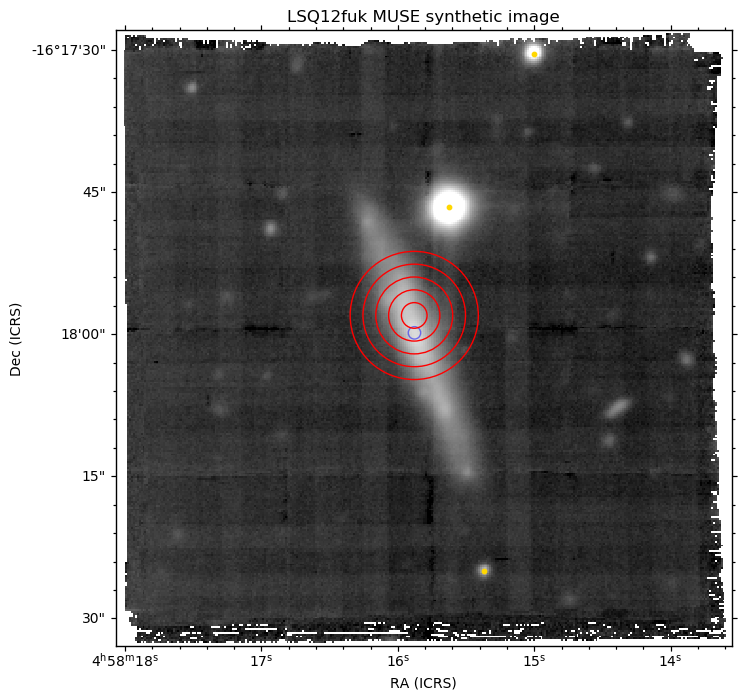 LSQ12fuk MUSE synthetic image
-16°17'30"
45"
18'00"
15"
30"
Dec (ICRS)
4ʰ58ᵐ18ˢ
17ˢ
16ˢ
15ˢ
14ˢ
RA (ICRS)